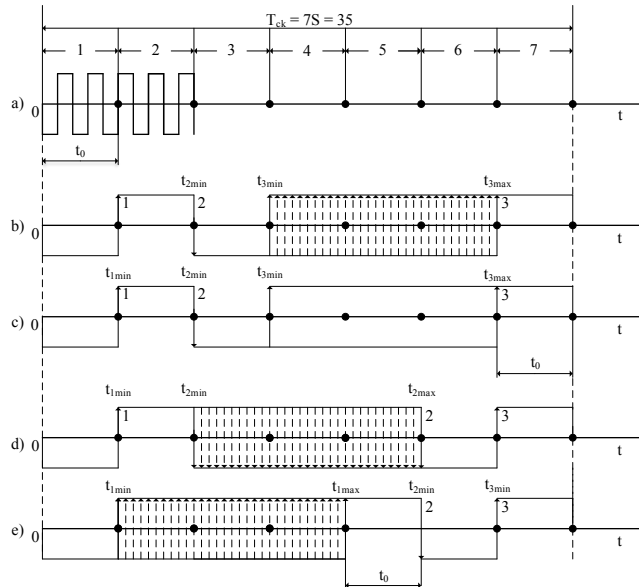 T_ck = 7S = 35
1 2 3 4 5 6 7
a) 0 t
t_0
t_2min t_3min t_3max
b) 0 1 2 3 t
t_1min t_2min t_3min t_3max
c) 0 1 2 3 t
t_0
t_1min t_2min t_2max
d) 0 1 2 3 t
t_1min t_1max t_2min t_3min
e) 0 2 3 t
t_0